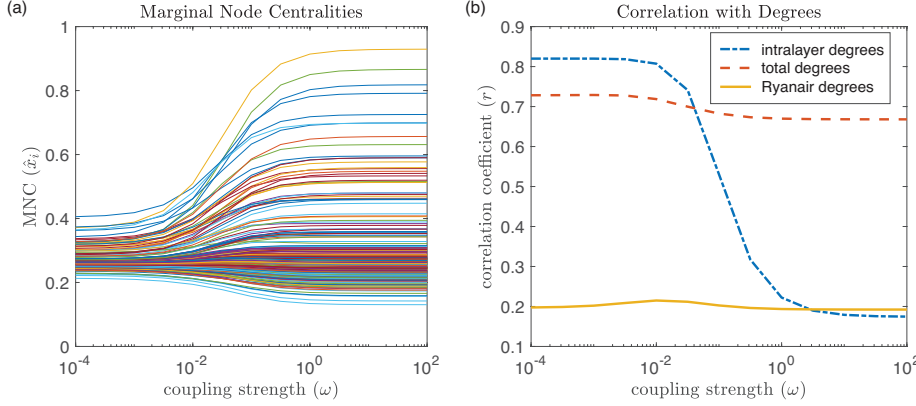 (a)
Marginal Node Centralities
MNC (x̂ᵢ)
1
0.8
0.6
0.4
0.2
0
10⁻⁴
10⁻²
10⁰
10²
coupling strength (ω)
(b)
Correlation with Degrees
correlation coefficient (r)
0.9
0.8
0.7
0.6
0.5
0.4
0.3
0.2
0.1
intralayer degrees
total degrees
Ryanair degrees
10⁻⁴
10⁻²
10⁰
10²
coupling strength (ω)